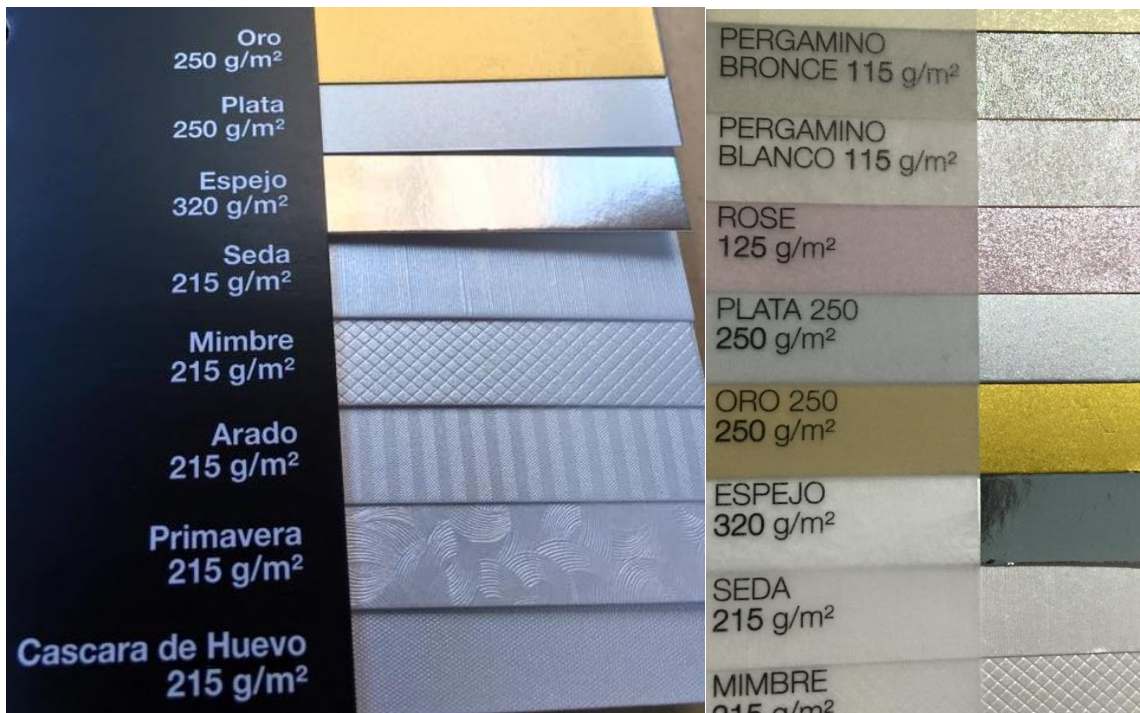 Oro
250 g/m²
Plata
250 g/m²
Espejo
320 g/m²
Seda
215 g/m²
Mimbre
215 g/m²
Arado
215 g/m²
Primavera
215 g/m²
Cascara de Huevo
215 g/m²
PERGAMINO
BRONCE 115 g/m²
PERGAMINO
BLANCO 115 g/m²
ROSE
125 g/m²
PLATA 250
250 g/m²
ORO 250
250 g/m²
ESPEJO
320 g/m²
SEDA
215 g/m²
MIMBRE
215 g/m²